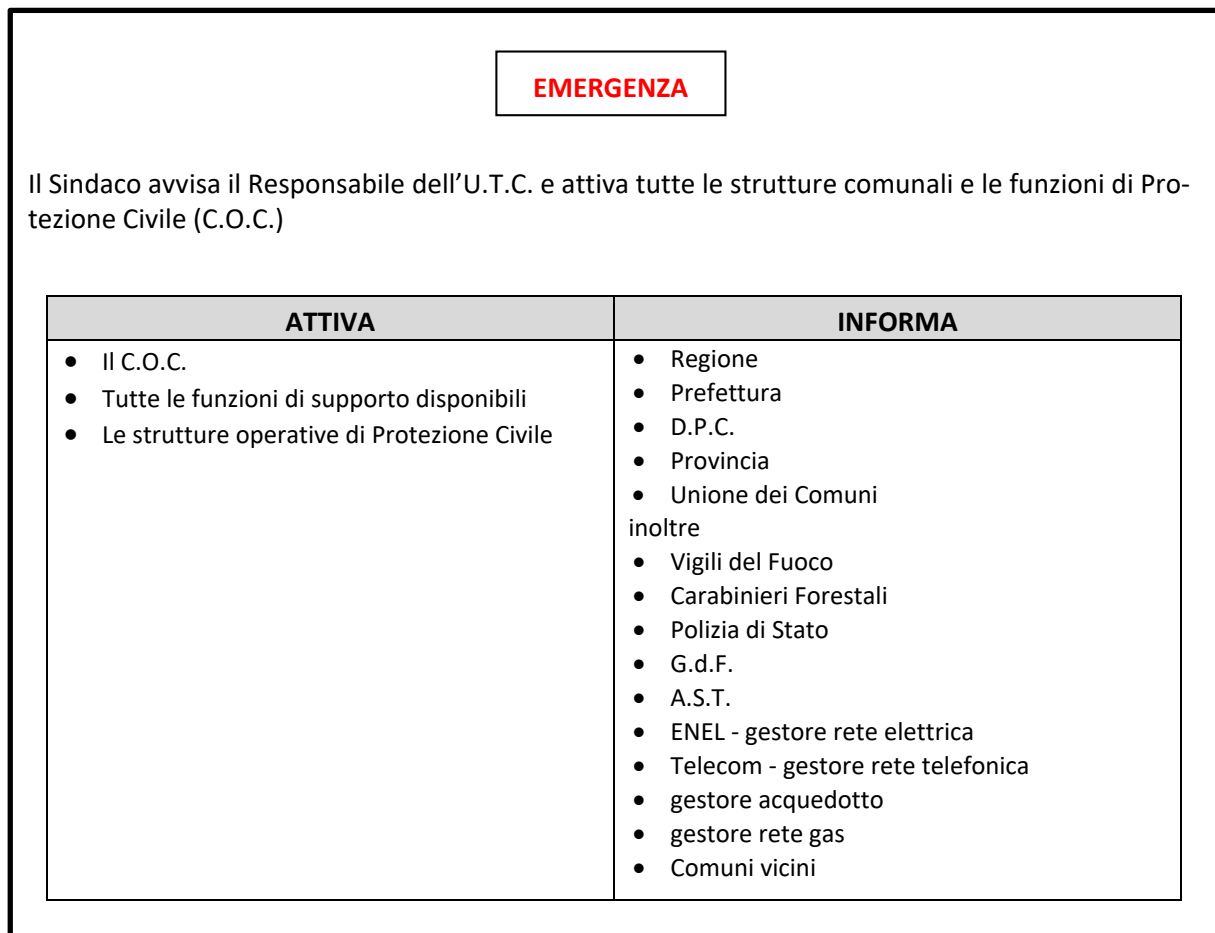 EMERGENZA
Il Sindaco avvisa il Responsabile dell’U.T.C. e attiva tutte le strutture comunali e le funzioni di Pro-
tezione Civile (C.O.C.)
ATTIVA
• Il C.O.C.
• Tutte le funzioni di supporto disponibili
• Le strutture operative di Protezione Civile
INFORMA
• Regione
• Prefettura
• D.P.C.
• Provincia
• Unione dei Comuni
inoltre
• Vigili del Fuoco
• Carabinieri Forestali
• Polizia di Stato
• G.d.F.
• A.S.T.
• ENEL - gestore rete elettrica
• Telecom - gestore rete telefonica
• gestore acquedotto
• gestore rete gas
• Comuni vicini